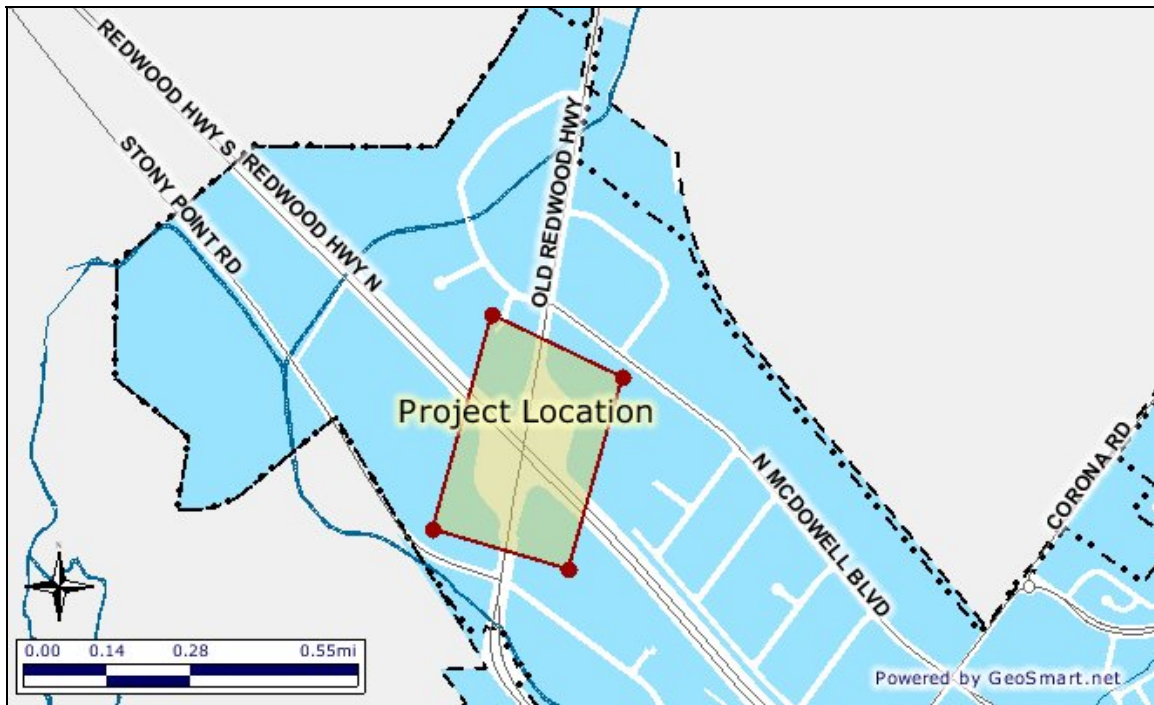 REDWOOD HWY S
REDWOOD HWY N
STONY POINT RD
OLD REDWOOD HWY
Project Location
N MCDOWELL BLVD
CORONA RD
N
0.00 0.14 0.28 0.55mi
Powered by GeoSmart.net